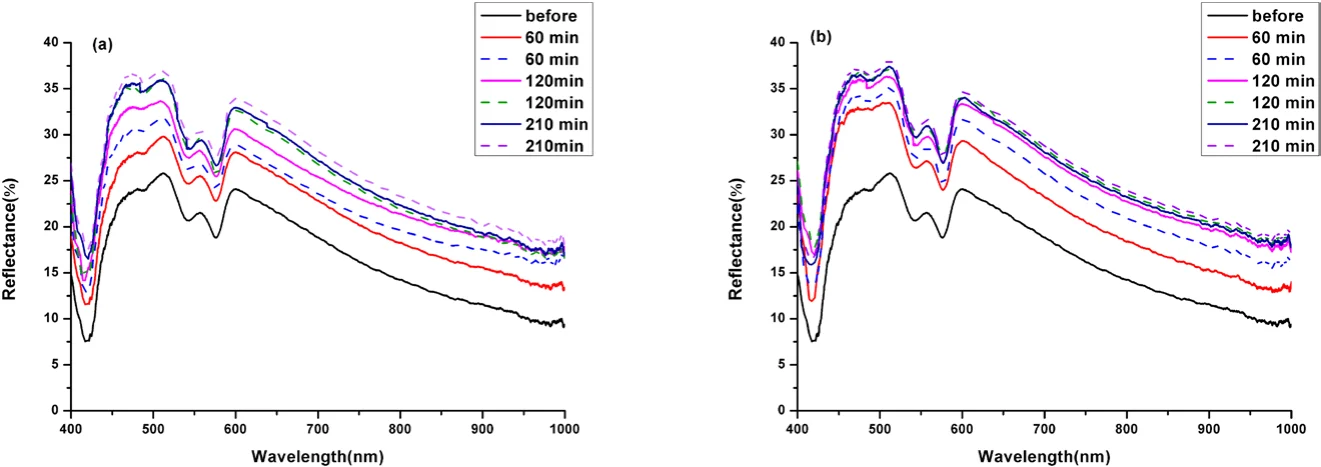 (a)
before
60 min
60 min
120min
120min
210 min
210min
Reflectance(%)
40
35
30
25
20
15
10
5
0
400
500
600
700
800
900
1000
Wavelength(nm)
(b)
before
60 min
60 min
120 min
120 min
210 min
210 min
Reflectance(%)
40
35
30
25
20
15
10
5
0
400
500
600
700
800
900
1000
Wavelength(nm)